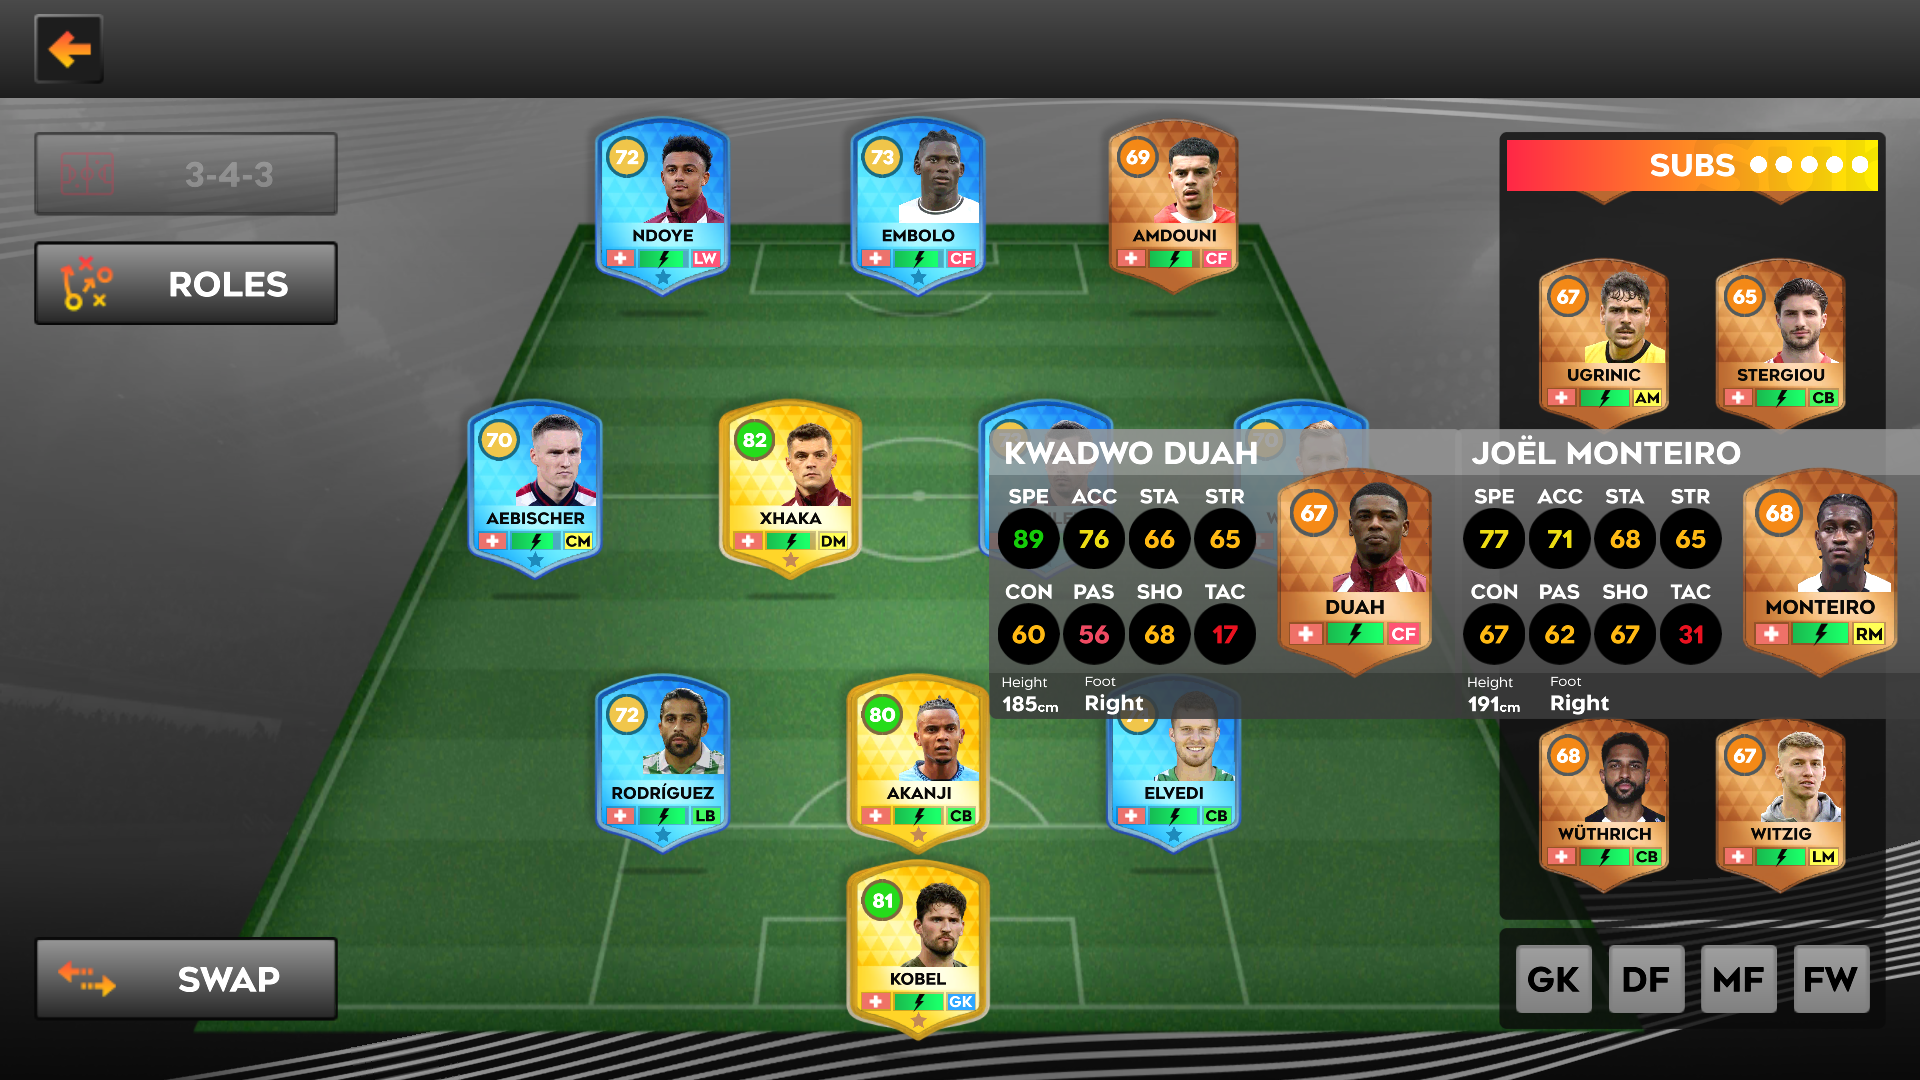 3-4-3
ROLES
SWAP
72
NDOYE
LW
73
EMBOLO
CF
69
AMDOUNI
CF
70
AEBISCHER
CM
82
XHAKA
DM
70
72
RODRÍGUEZ
LB
80
AKANJI
CB
ELVEDI
CB
81
KOBEL
GK
SUBS
67
UGRINIC
AM
65
STERGIOU
CB
KWADWO DUAH
SPE ACC STA STR
89 76 66 65
CON PAS SHO TAC
60 56 68 17
Height Foot
185cm Right
67
DUAH
CF
JOËL MONTEIRO
SPE ACC STA STR
77 71 68 65
CON PAS SHO TAC
67 62 67 31
Height Foot
191cm Right
68
MONTEIRO
RM
68
WÜTHRICH
CB
67
WITZIG
LM
GK DF MF FW